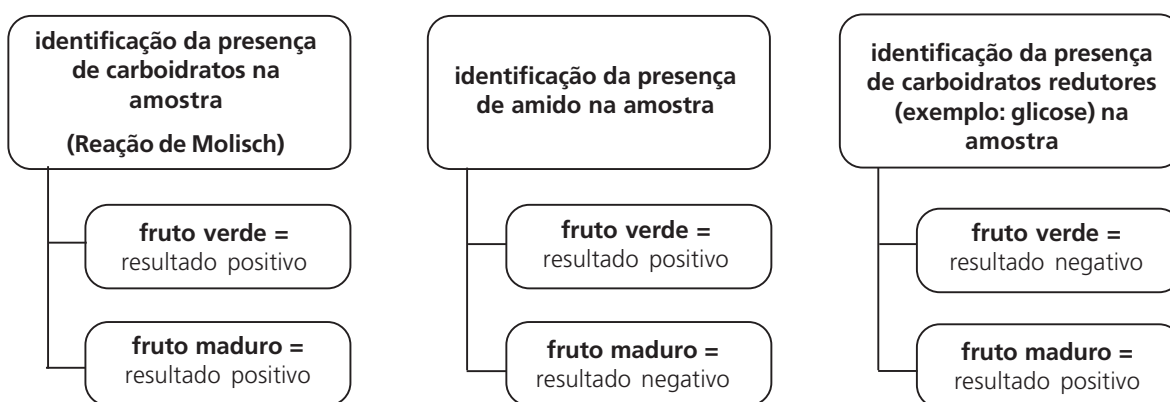 identificação da presença
de carboidratos na
amostra
(Reação de Molisch)
fruto verde =
resultado positivo
fruto maduro =
resultado positivo
identificação da presença
de amido na amostra
fruto verde =
resultado positivo
fruto maduro =
resultado negativo
identificação da presença
de carboidratos redutores
(exemplo: glicose) na
amostra
fruto verde =
resultado negativo
fruto maduro =
resultado positivo